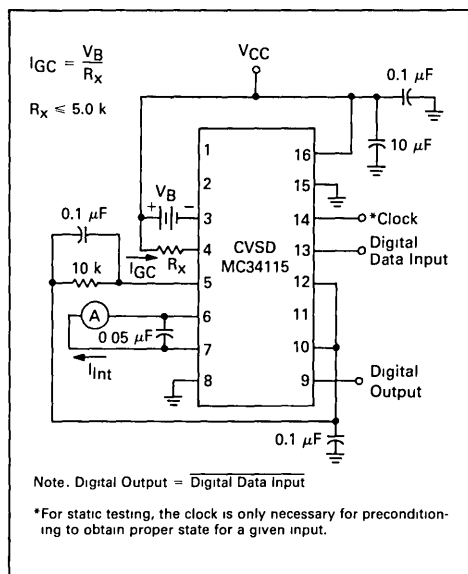 IGC = VB / Rx
Rx ⩽ 5.0 k
VCC
0.1 μF
10 μF
1
2
3
4
5
6
7
8
16
15
14
13
12
11
10
9
+ VB −
CVSD
MC34115
*Clock
Digital
Data Input
0.1 μF
10 k
IGC
Rx
A
0 05 μF
IInt
Digital
Output
0.1 μF
Note. Digital Output = Digital Data Input
*For static testing, the clock is only necessary for precondition-
ing to obtain proper state for a given input.